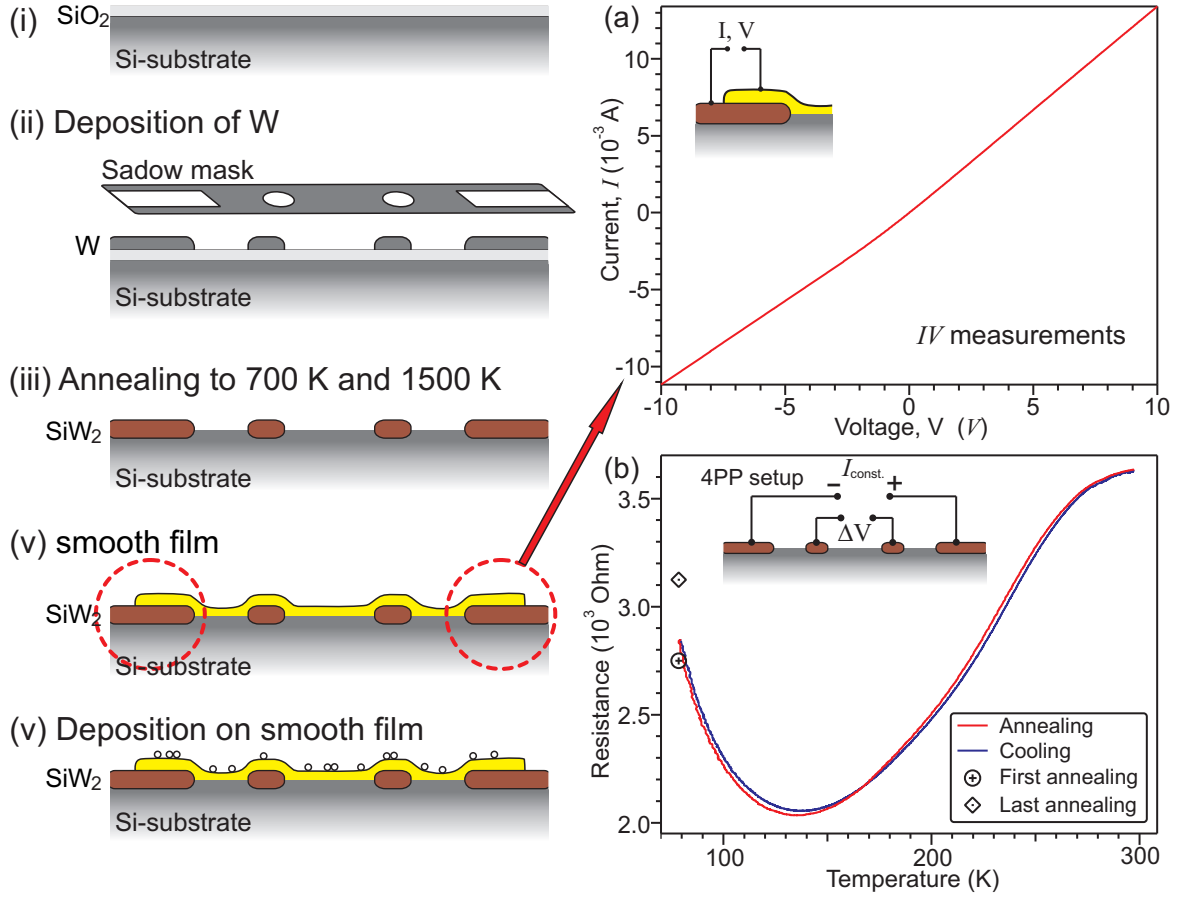 (i)
SiO2
Si-substrate
(ii) Deposition of W
Sadow mask
W
Si-substrate
(iii) Annealing to 700 K and 1500 K
SiW2
Si-substrate
(v) smooth film
SiW2
Si-substrate
(v) Deposition on smooth film
SiW2
Si-substrate
(a)
I, V
Current, I (10-3 A)
10
5
0
-5
-10
IV measurements
-10
-5
0
5
10
Voltage, V (V)
(b)
4PP setup
Iconst.
− +
ΔV
Resistance (103 Ohm)
3.5
3.0
2.5
2.0
Annealing
Cooling
First annealing
Last annealing
100
200
300
Temperature (K)